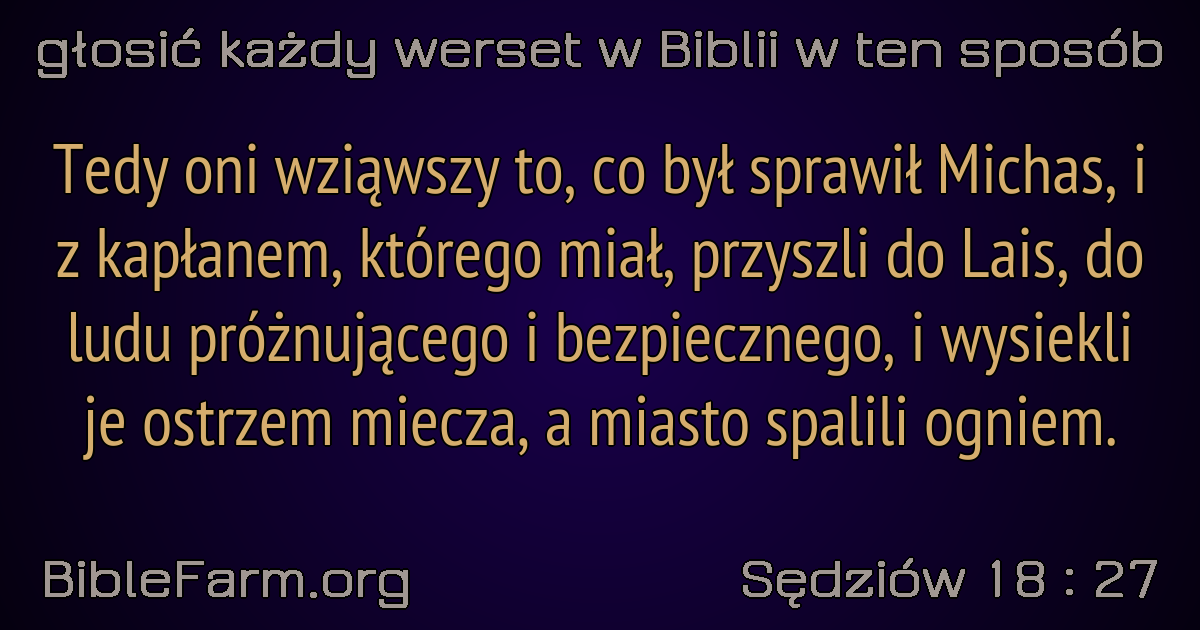 głosić każdy werset w Biblii w ten sposób
Tedy oni wziąwszy to, co był sprawił Michas, i
z kapłanem, którego miał, przyszli do Lais, do
ludu próżnującego i bezpiecznego, i wysiekli
je ostrzem miecza, a miasto spalili ogniem.
BibleFarm.org
Sędziów 18 : 27